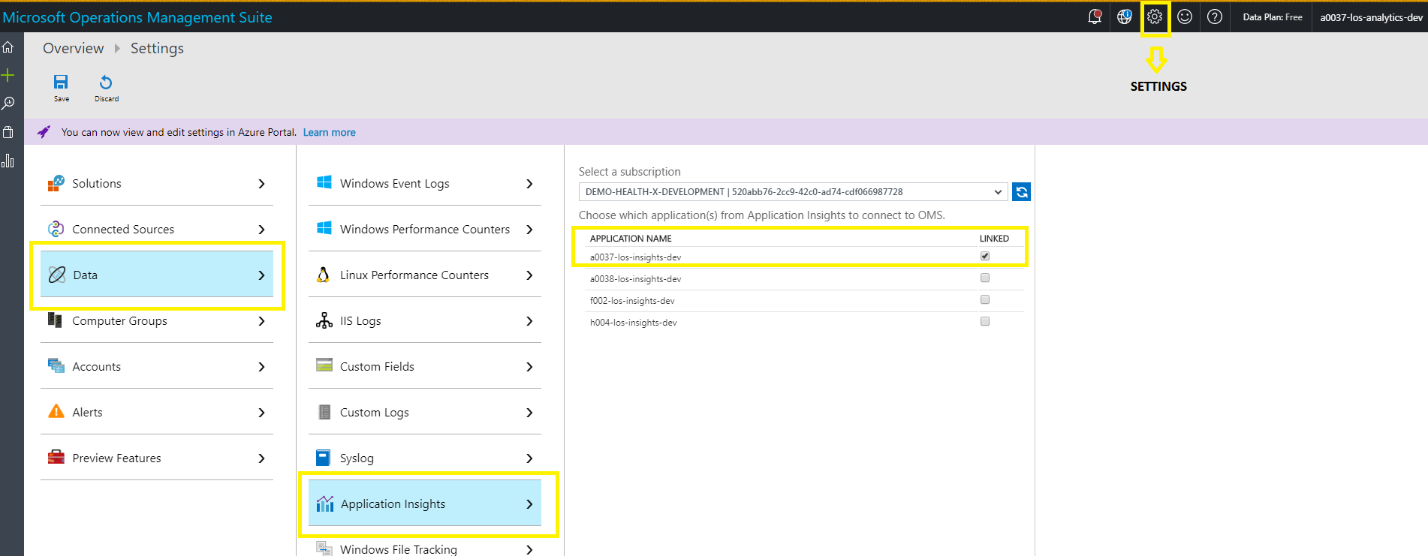 Microsoft Operations Management Suite
Data Plan: Free
a0037-los-analytics-dev
Overview
Settings
SETTINGS
Save
Discard
You can now view and edit settings in Azure Portal. Learn more
Solutions
Connected Sources
Data
Computer Groups
Accounts
Alerts
Preview Features
Windows Event Logs
Windows Performance Counters
Linux Performance Counters
IIS Logs
Custom Fields
Custom Logs
Syslog
Application Insights
Windows File Tracking
Select a subscription
DEMO-HEALTH-X-DEVELOPMENT | 520abb76-2cc9-42c0-ad74-cdf066987728
Choose which application(s) from Application Insights to connect to OMS.
APPLICATION NAME LINKED
a0037-los-insights-dev
a0038-los-insights-dev
f002-los-insights-dev
h004-los-insights-dev